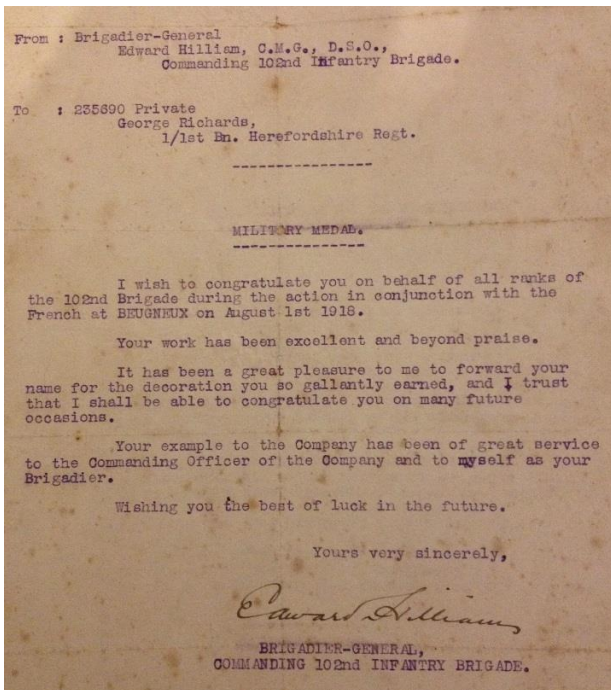 From : Brigadier-General
Edward Hilliam, C.M.G., D.S.O.,
Commanding 102nd Infantry Brigade.
To : 235690 Private
George Richards,
1/1st Bn. Herefordshire Regt.
---------------
MILITARY MEDAL.
---------------
I wish to congratulate you on behalf of all ranks of
the 102nd Brigade during the action in conjunction with the
French at BEUGNEUX on August 1st 1918.
Your work has been excellent and beyond praise.
It has been a great pleasure to me to forward your
name for the decoration you so gallantly earned, and I trust
that I shall be able to congratulate you on many future
occasions.
Your example to the Company has been of great service
to the Commanding Officer of the Company and to myself as your
Brigadier.
Wishing you the best of luck in the future.
Yours very sincerely,
Edward Hilliam
BRIGADIER-GENERAL,
COMMANDING 102nd INFANTRY BRIGADE.